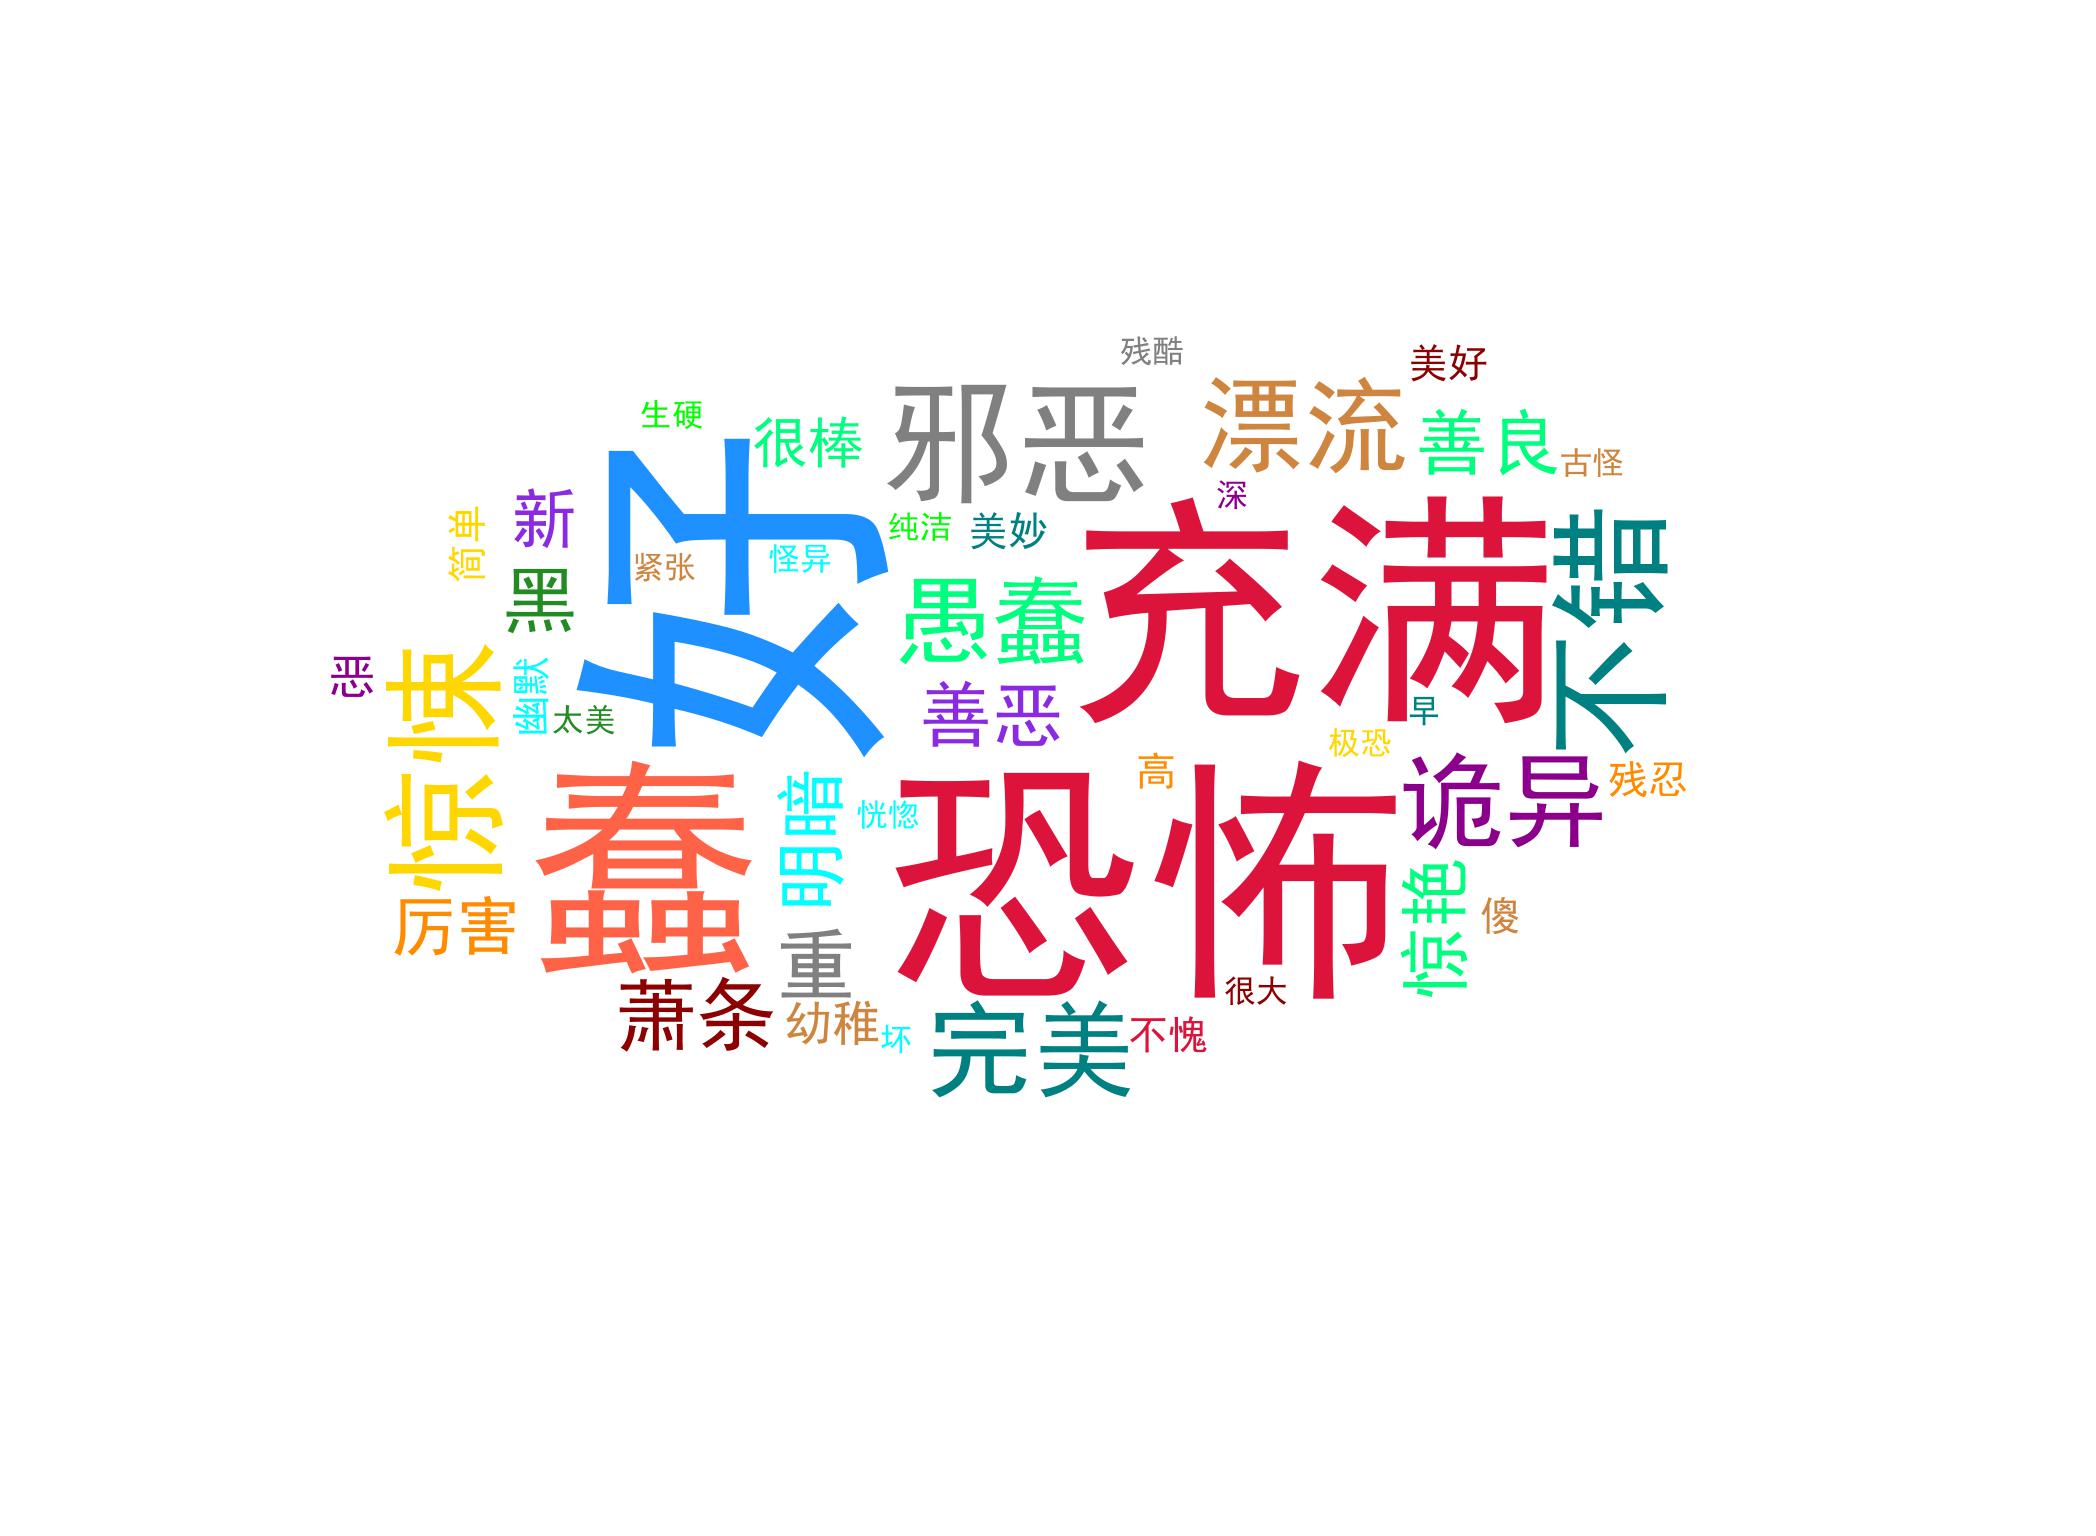 残酷
美好
邪恶
漂流
生硬
很棒
善良
古怪
好
深
新
简单
纯洁
美妙
充满
不错
紧张
怪异
黑
愚蠢
恶
惊悚
幽默
太美
善恶
早
极恐
蠢
明暗
恍惚
恐怖
高
诡异
残忍
厉害
重
惊艳
傻
萧条
幼稚
坏
完美
不愧
很大